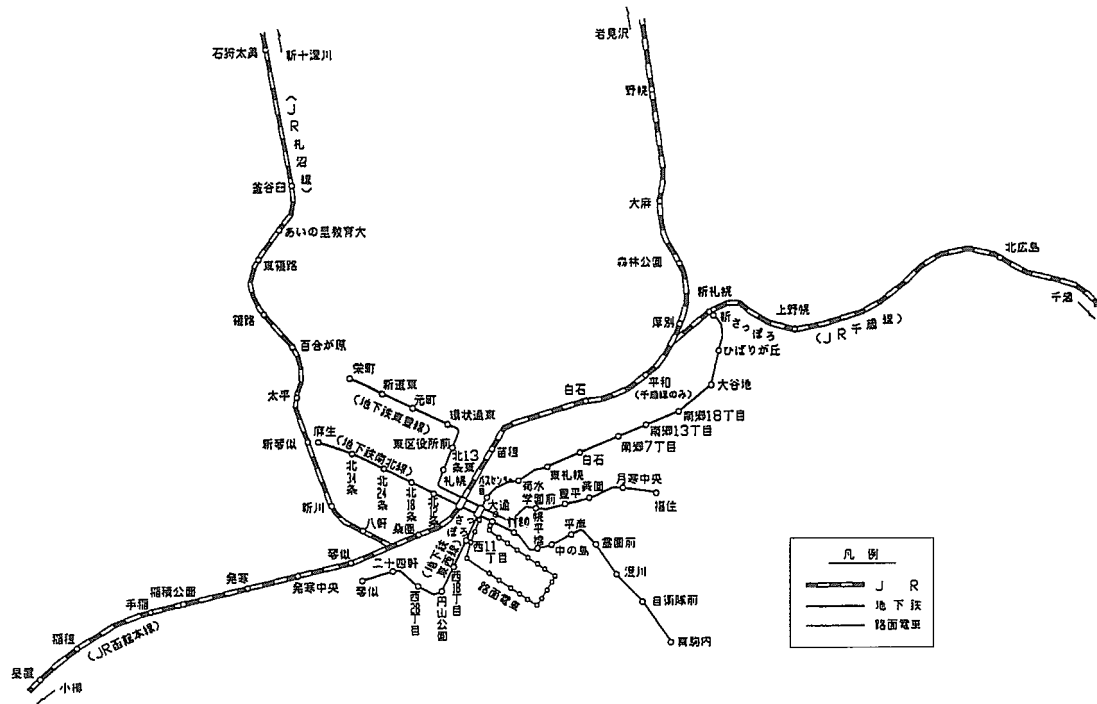 石狩太美
新十津川
(JR札沼線)
釜谷臼
あいの里教育大
東篠路
篠路
百合が原
太平
新琴似
新川
八軒
岩見沢
野幌
大麻
森林公園
厚別
新札幌
上野幌
北広島
千歳
(JR千歳線)
平和
(千歳線のみ)
白石
苗穂
札幌
桑園
琴似
発寒中央
発寒
稲積公園
手稲
稲穂
星置
小樽
(JR函館本線)
栄町
新道東
元町
環状通東
東区役所前
北13条東
(地下鉄東豊線)
麻生
(地下鉄南北線)
北34条
北24条
北18条
北12条
さっぽろ
大通
すすきの
中の島
平岸
霊園前
澄川
自衛隊前
真駒内
新さっぽろ
ひばりが丘
大谷地
南郷18丁目
南郷13丁目
南郷7丁目
白石
東札幌
菊水
バスセンター前
学園前
豊平
美園
月寒中央
福住
幌平橋
(地下鉄東西線)
西11丁目
西18丁目
円山公園
西28丁目
二十四軒
琴似
路面電車
凡例
JR
地下鉄
路面電車